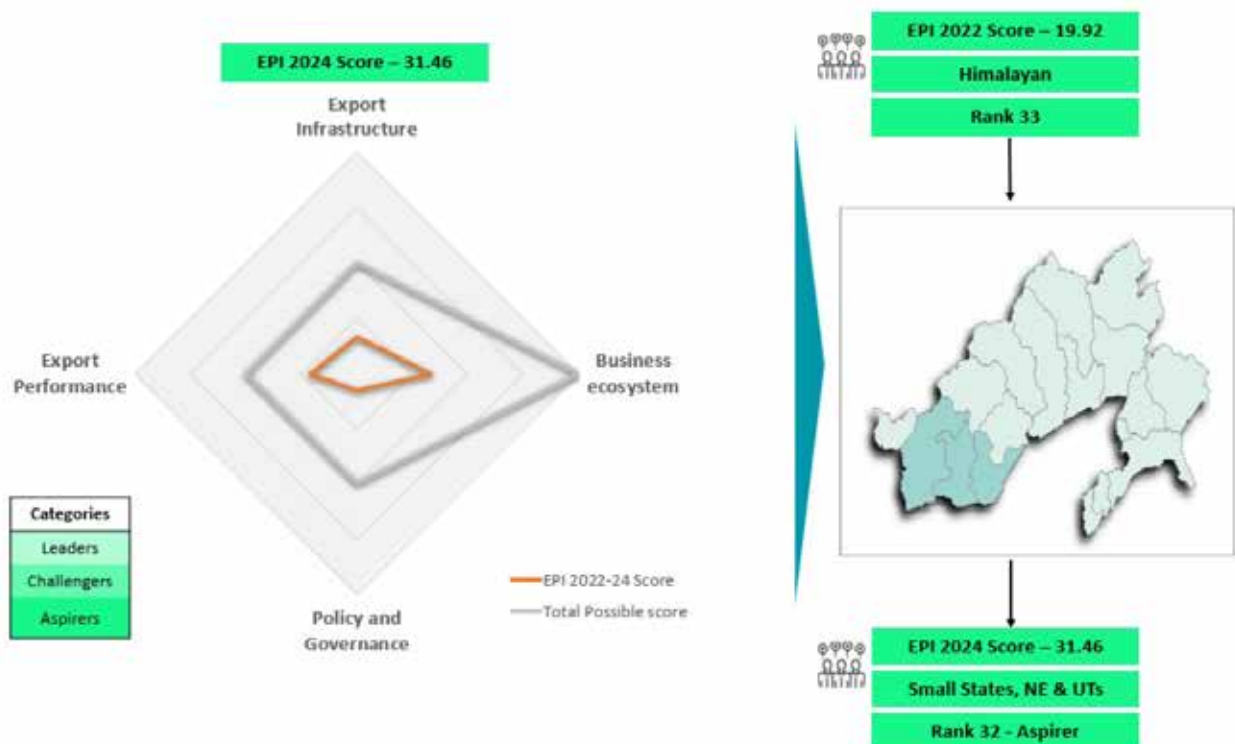 EPI 2024 Score – 31.46
Export
Infrastructure
Export
Performance
Business
ecosystem
Policy and
Governance
Categories
Leaders
Challengers
Aspirers
EPI 2022-24 Score
Total Possible score
EPI 2022 Score – 19.92
Himalayan
Rank 33
EPI 2024 Score – 31.46
Small States, NE & UTs
Rank 32 - Aspirer